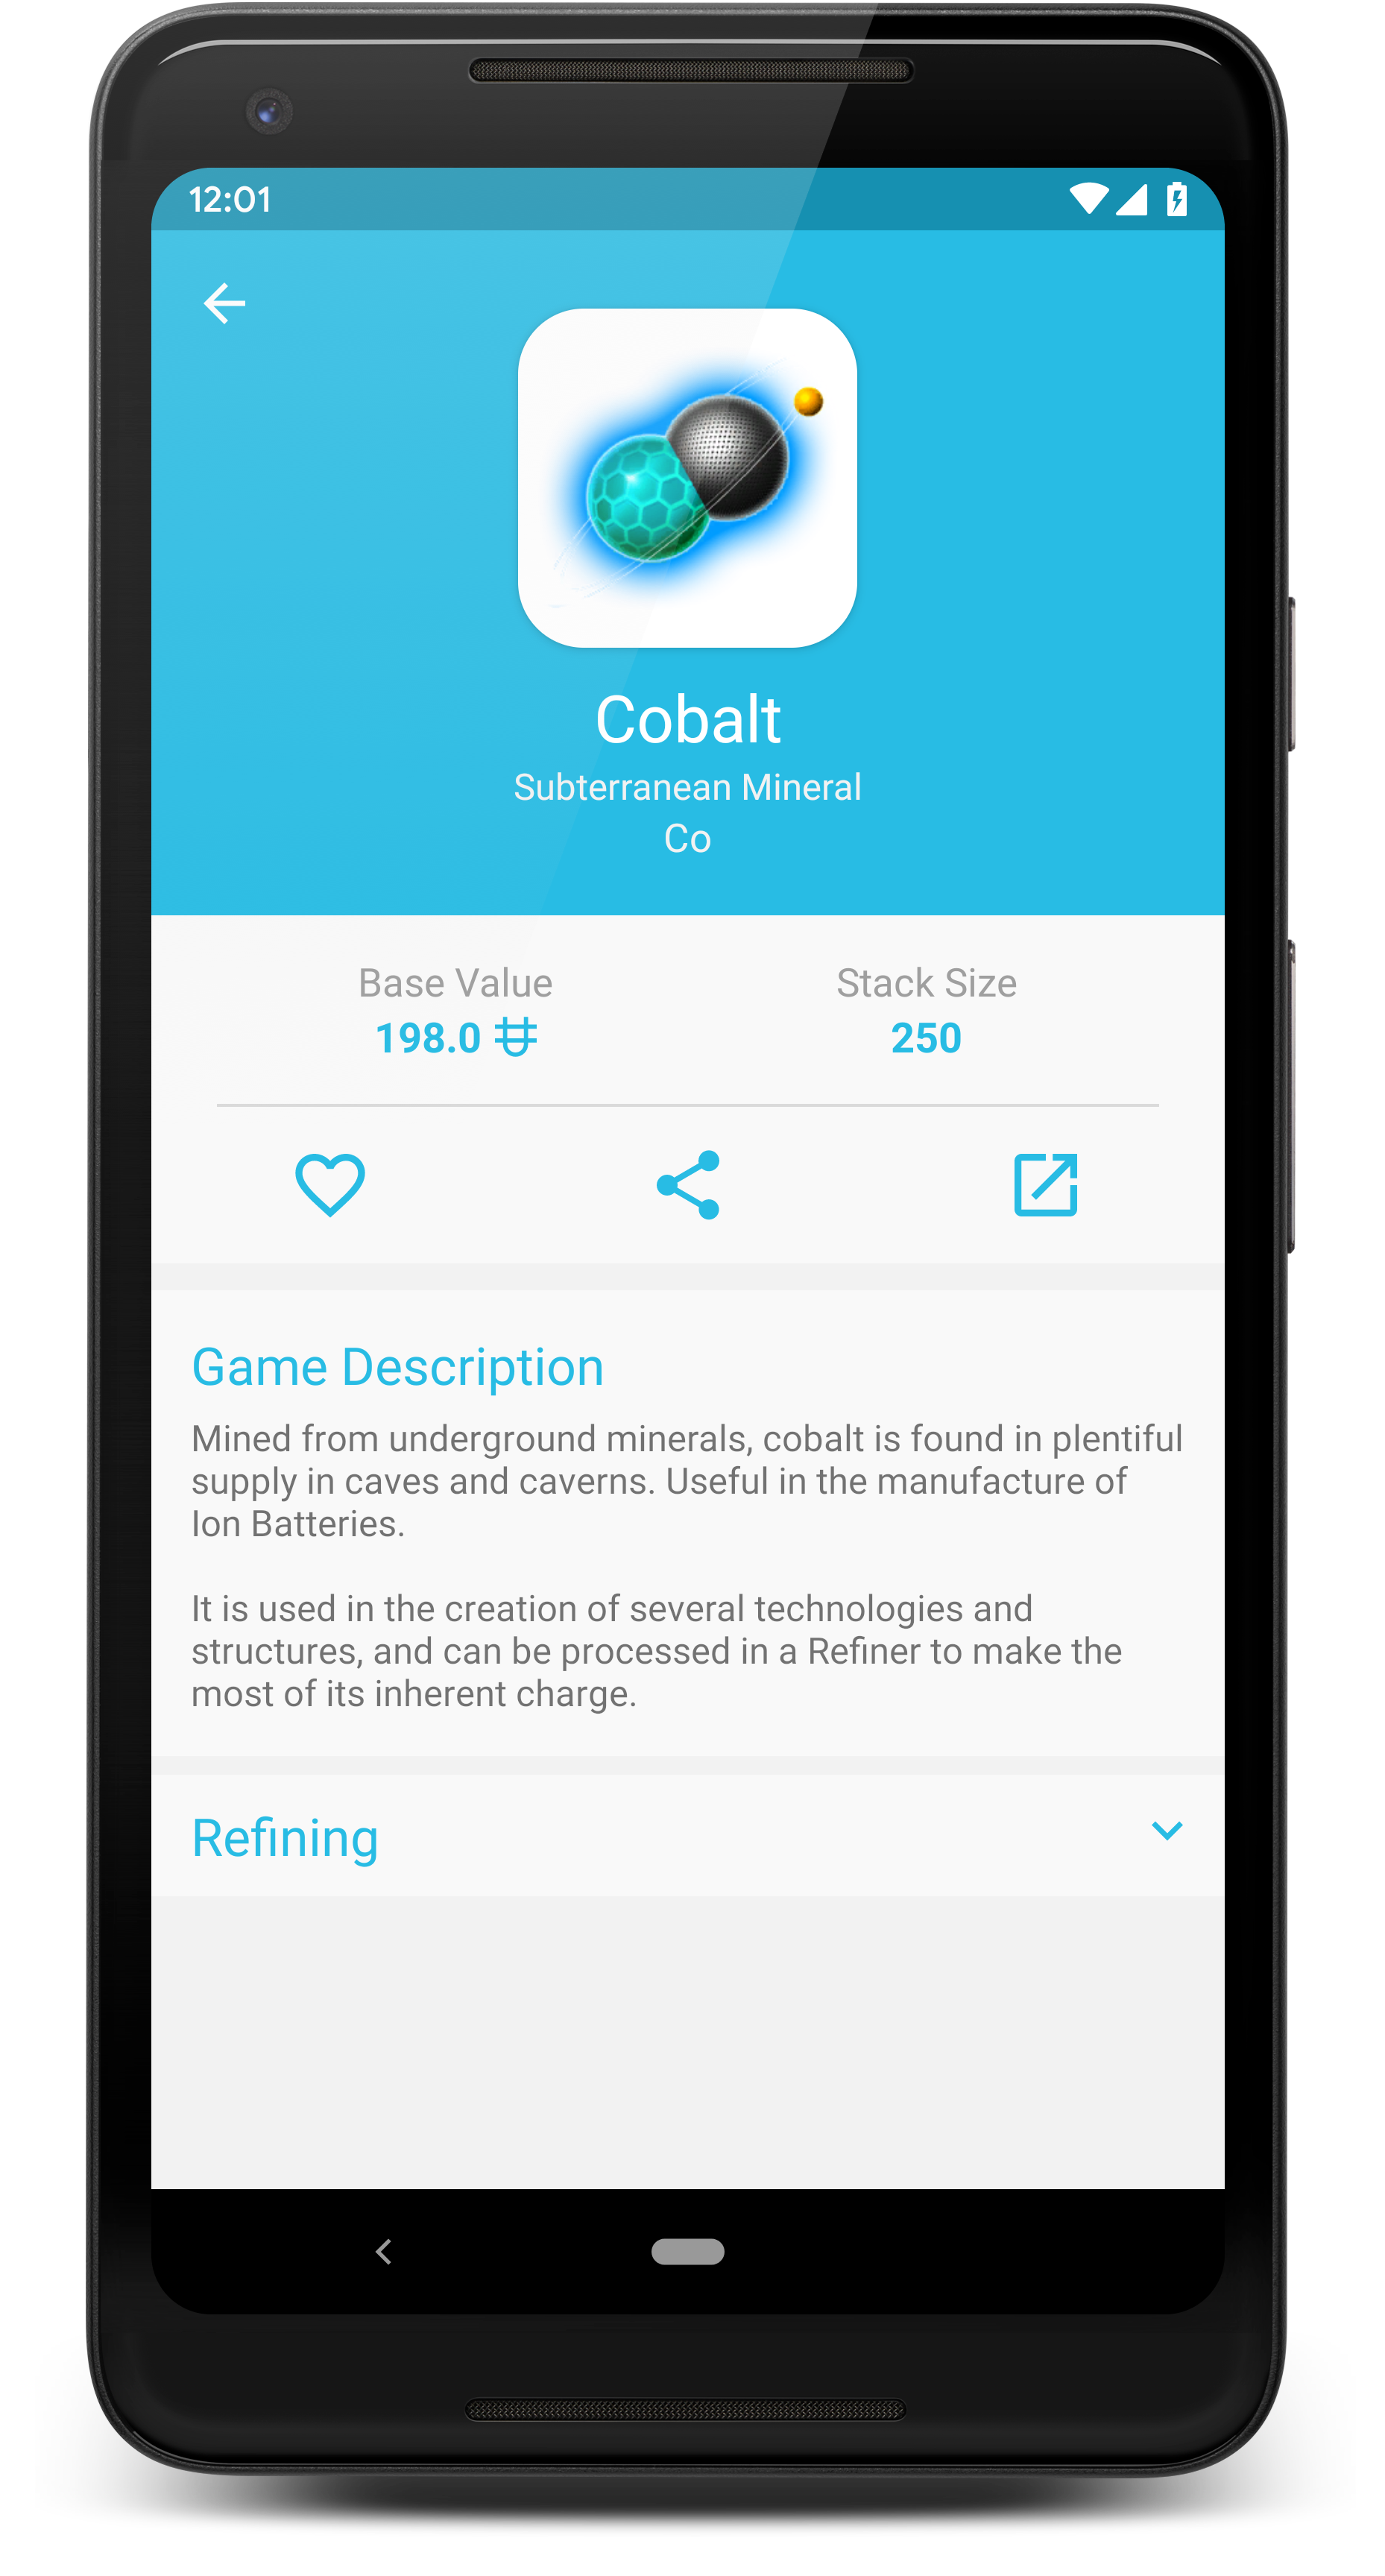 12:01
Cobalt
Subterranean Mineral
Co
Base Value
Stack Size
198.0
250
Game Description
Mined from underground minerals, cobalt is found in plentiful
supply in caves and caverns. Useful in the manufacture of
Ion Batteries.
It is used in the creation of several technologies and
structures, and can be processed in a Refiner to make the
most of its inherent charge.
Refining